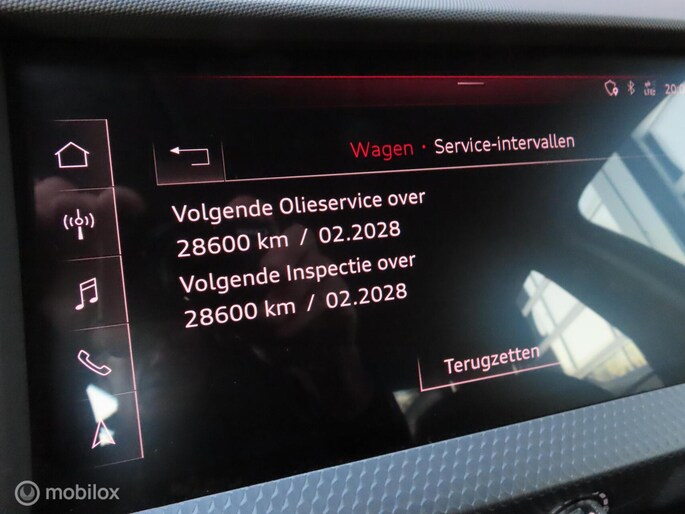 Wagen · Service-intervallen
Volgende Olieservice over
28600 km / 02.2028
Volgende Inspectie over
28600 km / 02.2028
Terugzetten
© mobilox